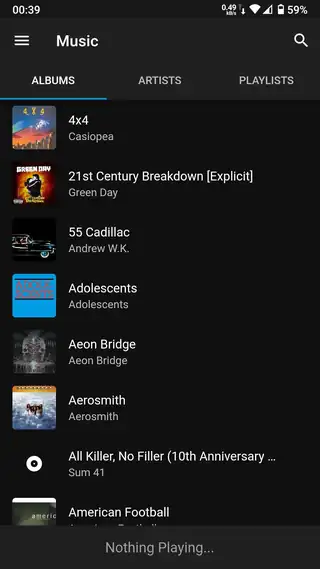 00:39
0.49
kB/s
59%
Music
ALBUMS
ARTISTS
PLAYLISTS
4x4
Casiopea
21st Century Breakdown [Explicit]
GREEN DAY
Green Day
55 Cadillac
Andrew W.K.
Adolescents
Adolescents
Aeon Bridge
Aeon Bridge
Aerosmith
Aerosmith
All Killer, No Filler (10th Anniversary ...
Sum 41
American Football
Nothing Playing...